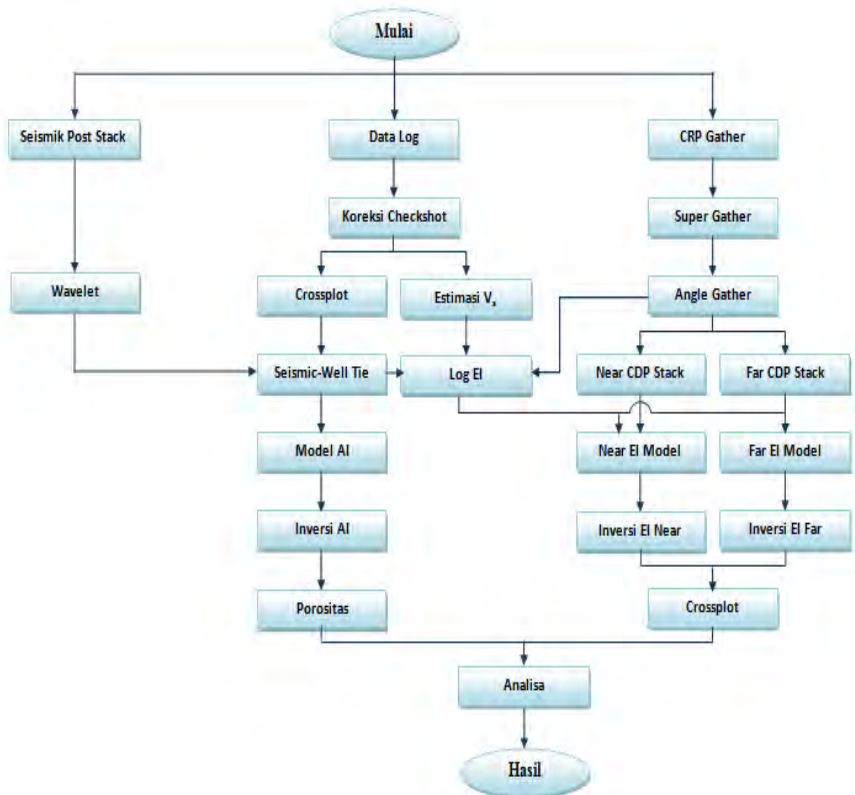 Mulai
Seismik Post Stack
Data Log
CRP Gather
Koreksi Checkshot
Super Gather
Wavelet
Crossplot
Estimasi Vs
Angle Gather
Seismic-Well Tie
Log EI
Near CDP Stack
Far CDP Stack
Model AI
Near EI Model
Far EI Model
Inversi AI
Inversi EI Near
Inversi EI Far
Porositas
Crossplot
Analisa
Hasil